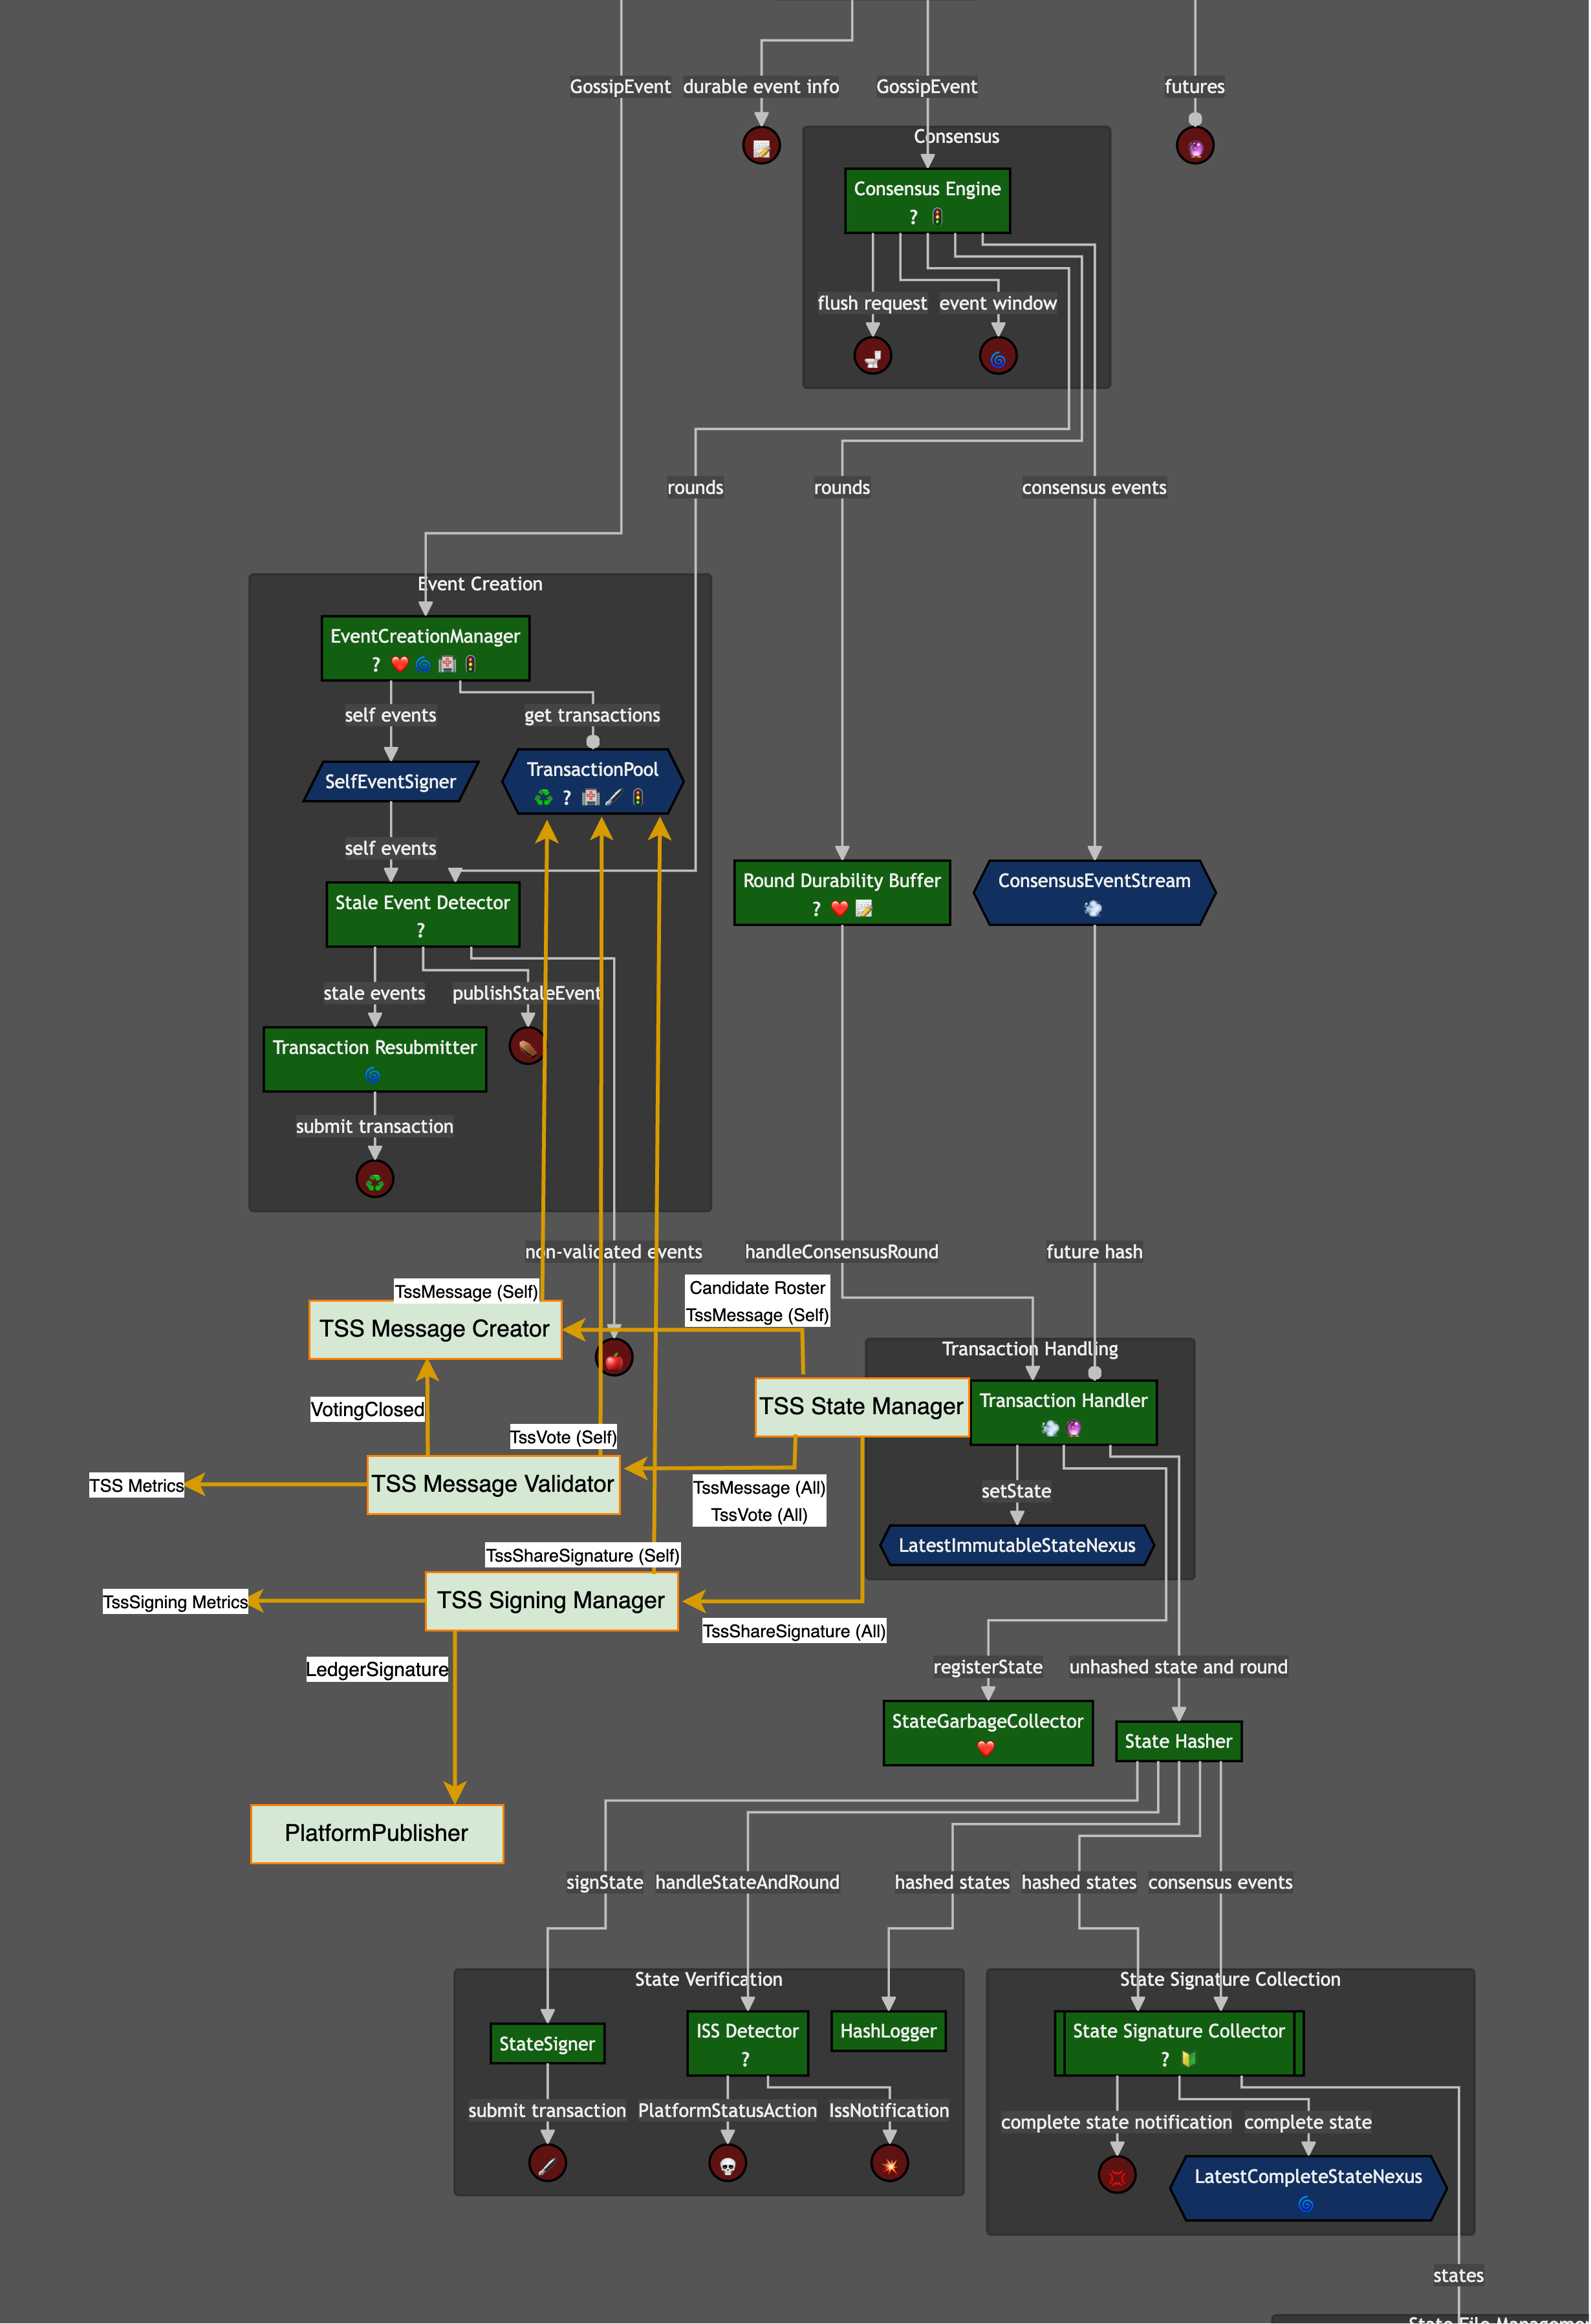 GossipEvent
durable event info
GossipEvent
futures
Consensus
Consensus Engine
?
flush request
event window
rounds
rounds
consensus events
Event Creation
EventCreationManager
?
self events
get transactions
SelfEventSigner
TransactionPool
?
self events
Stale Event Detector
?
Round Durability Buffer
?
ConsensusEventStream
stale events
publishStaleEvent
Transaction Resubmitter
submit transaction
non-validated events
handleConsensusRound
future hash
TssMessage (Self)
Candidate Roster
TssMessage (Self)
TSS Message Creator
Transaction Handling
VotingClosed
TSS State Manager
Transaction Handler
TssVote (Self)
TSS Metrics
TSS Message Validator
TssMessage (All)
TssVote (All)
setState
LatestImmutableStateNexus
TssShareSignature (Self)
TssSigning Metrics
TSS Signing Manager
TssShareSignature (All)
LedgerSignature
registerState
unhashed state and round
StateGarbageCollector
State Hasher
PlatformPublisher
signState
handleStateAndRound
hashed states
hashed states
consensus events
State Verification
State Signature Collection
StateSigner
ISS Detector
?
HashLogger
State Signature Collector
?
submit transaction
PlatformStatusAction
IssNotification
complete state notification
complete state
LatestCompleteStateNexus
states
State File Managemen